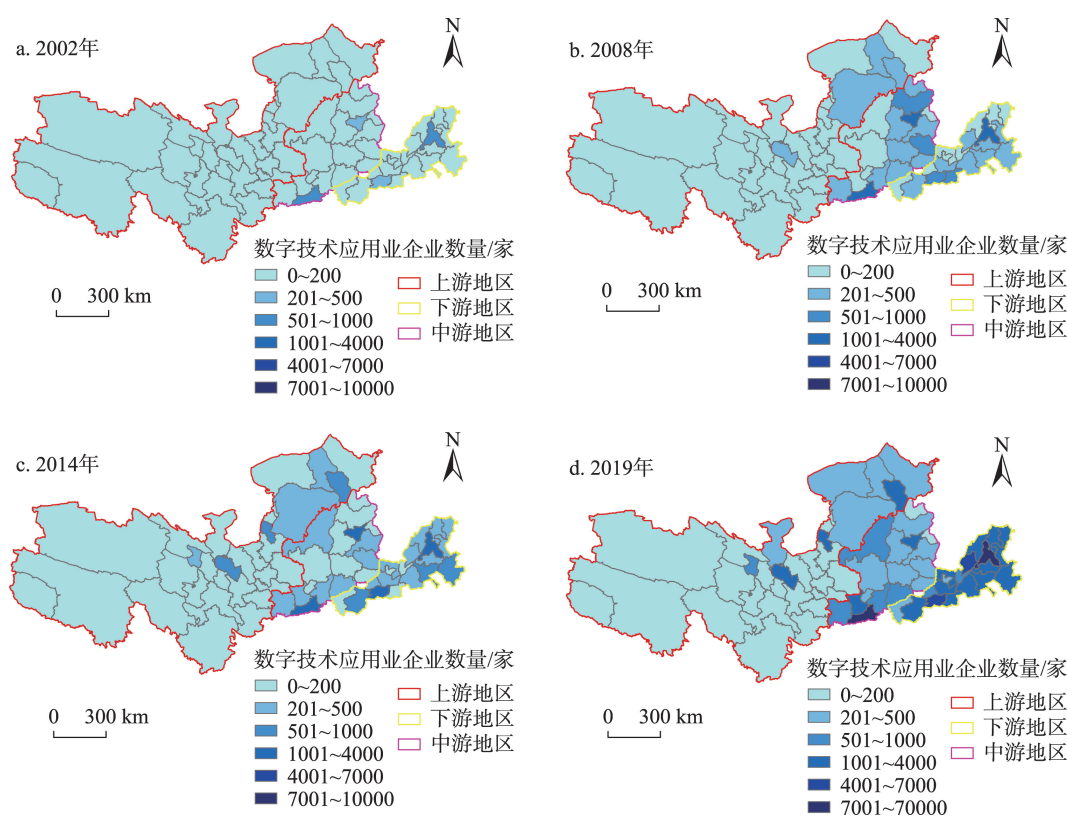 a. 2002年
N
数字技术应用业企业数量/家
0~200
201~500
501~1000
1001~4000
4001~7000
7001~10000
上游地区
下游地区
中游地区
0 300 km
b. 2008年
N
数字技术应用业企业数量/家
0~200
201~500
501~1000
1001~4000
4001~7000
7001~10000
上游地区
下游地区
中游地区
0 300 km
c. 2014年
N
数字技术应用业企业数量/家
0~200
201~500
501~1000
1001~4000
4001~7000
7001~10000
上游地区
下游地区
中游地区
0 300 km
d. 2019年
N
数字技术应用业企业数量/家
0~200
201~500
501~1000
1001~4000
4001~7000
7001~70000
上游地区
下游地区
中游地区
0 300 km